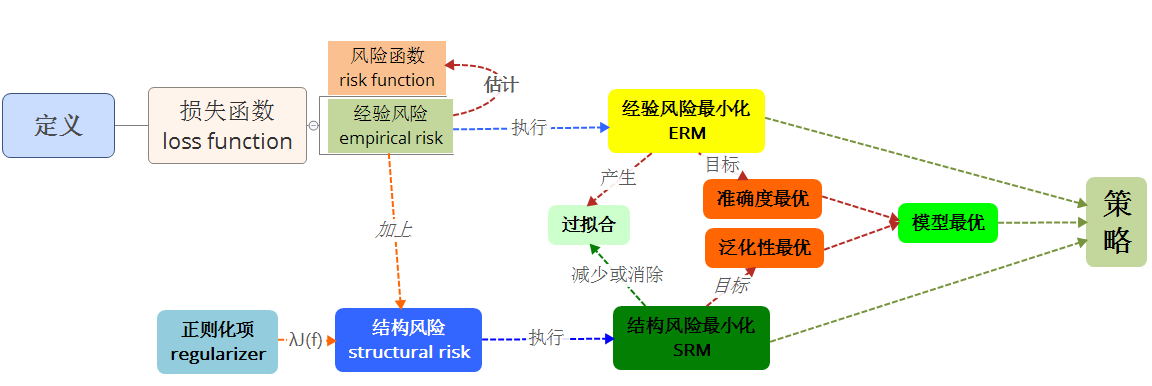 定义
损失函数
loss function
风险函数
risk function
估计
经验风险
empirical risk
执行
经验风险最小化
ERM
产生
目标
准确度最优
过拟合
泛化性最优
模型最优
策
略
加上
减少或消除
目标
正则化项
regularizer
λJ(f)
结构风险
structural risk
执行
结构风险最小化
SRM